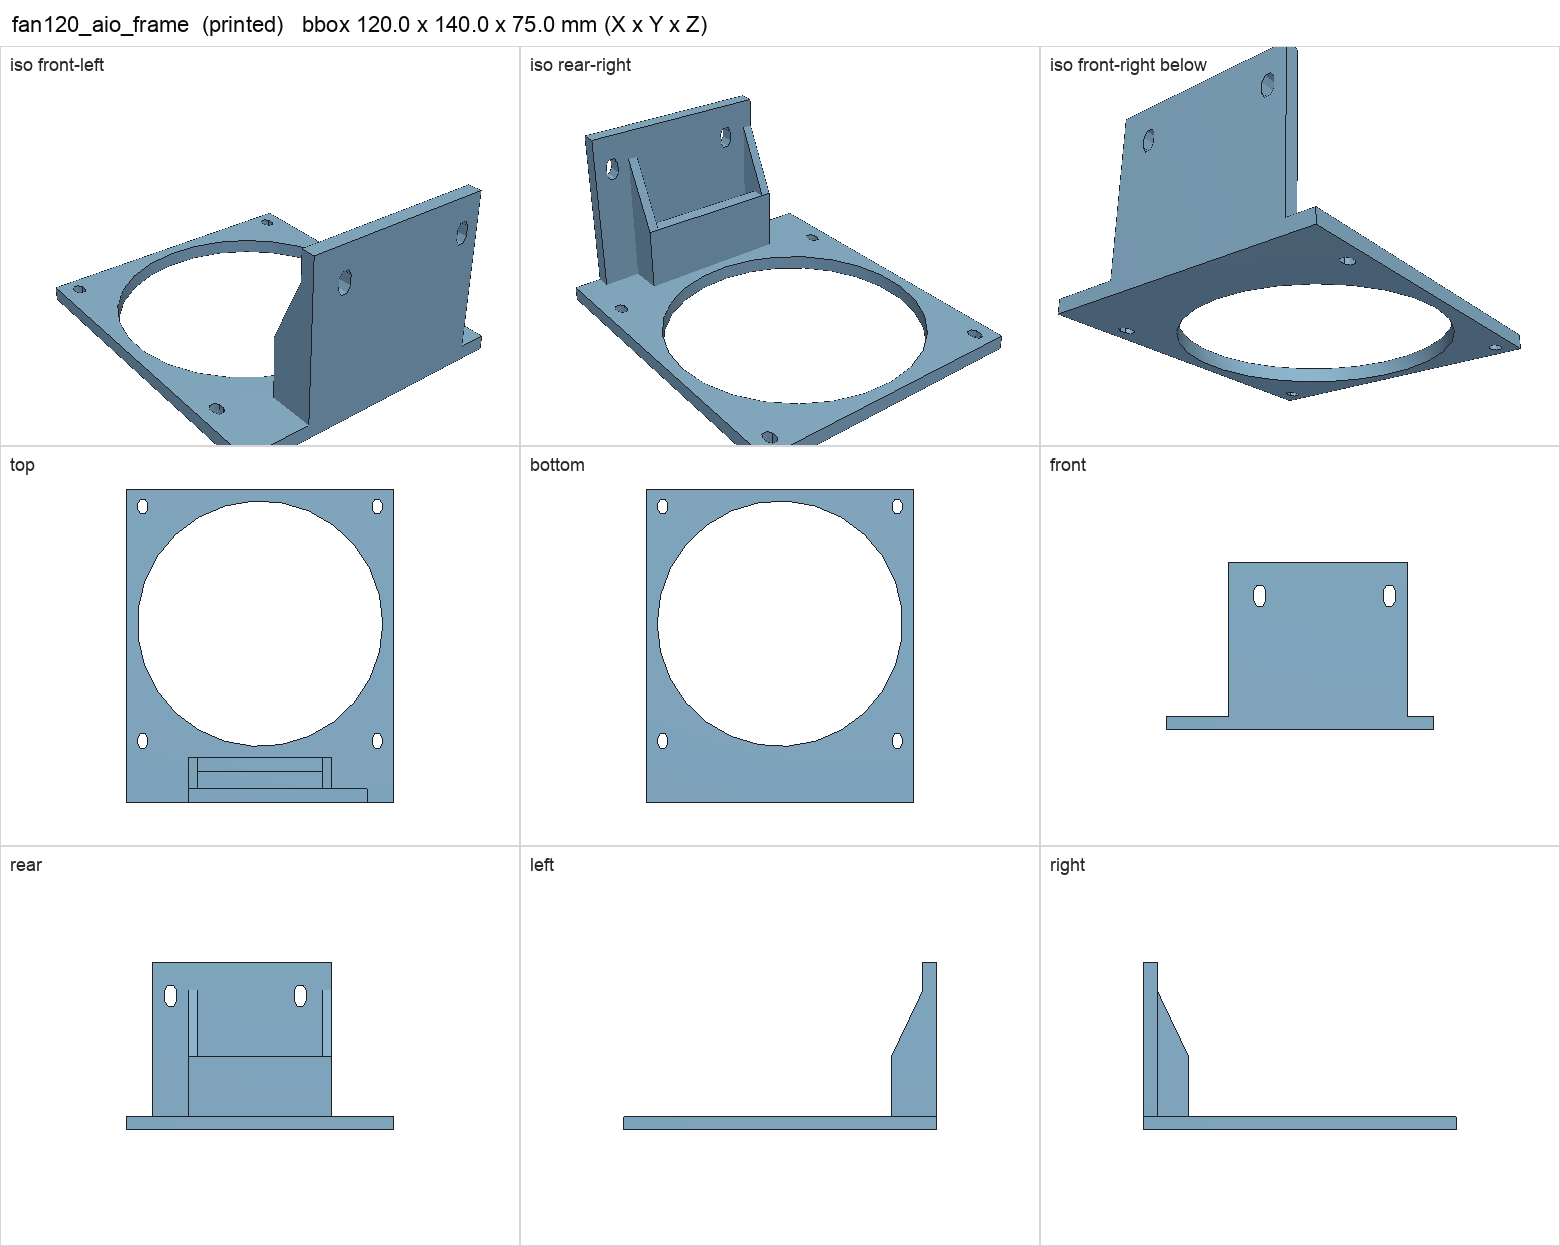 fan120_aio_frame (printed) bbox 120.0 x 140.0 x 75.0 mm (X x Y x Z)
iso front-left
iso rear-right
iso front-right below
top
bottom
front
rear
left
right